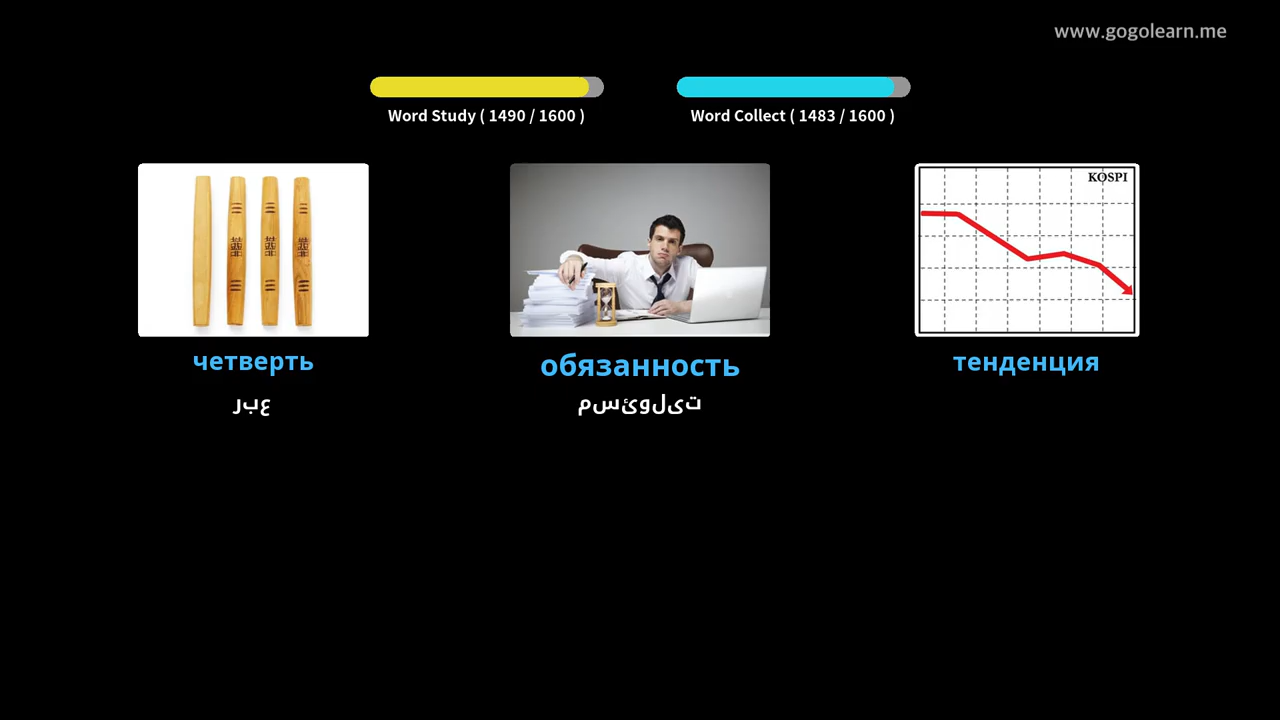 www.gogolearn.me
Word Study ( 1490 / 1600 )
Word Collect ( 1483 / 1600 )
KOSPI
четверть
обязанность
тенденция
ربع
مسئولیت